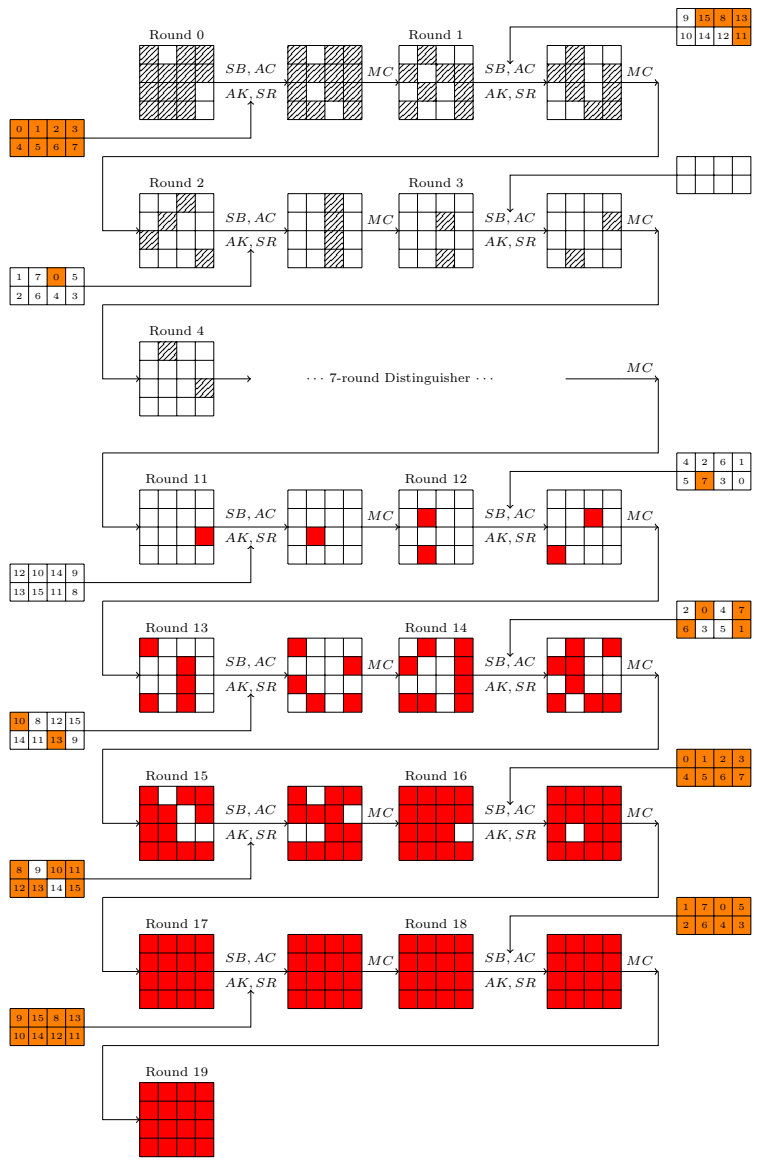 9 15 8 13
10 14 12 11
Round 0
Round 1
SB, AC
MC
SB, AC
MC
AK, SR
AK, SR
0 1 2 3
4 5 6 7
Round 2
Round 3
SB, AC
MC
SB, AC
MC
AK, SR
AK, SR
1 7 0 5
2 6 4 3
Round 4
··· 7-round Distinguisher ···
MC
4 2 6 1
5 7 3 0
Round 11
Round 12
SB, AC
MC
SB, AC
MC
AK, SR
AK, SR
12 10 14 9
13 15 11 8
2 0 4 7
6 3 5 1
Round 13
Round 14
SB, AC
MC
SB, AC
MC
AK, SR
AK, SR
10 8 12 15
14 11 13 9
0 1 2 3
4 5 6 7
Round 15
Round 16
SB, AC
MC
SB, AC
MC
AK, SR
AK, SR
8 9 10 11
12 13 14 15
1 7 0 5
2 6 4 3
Round 17
Round 18
SB, AC
MC
SB, AC
MC
AK, SR
AK, SR
9 15 8 13
10 14 12 11
Round 19